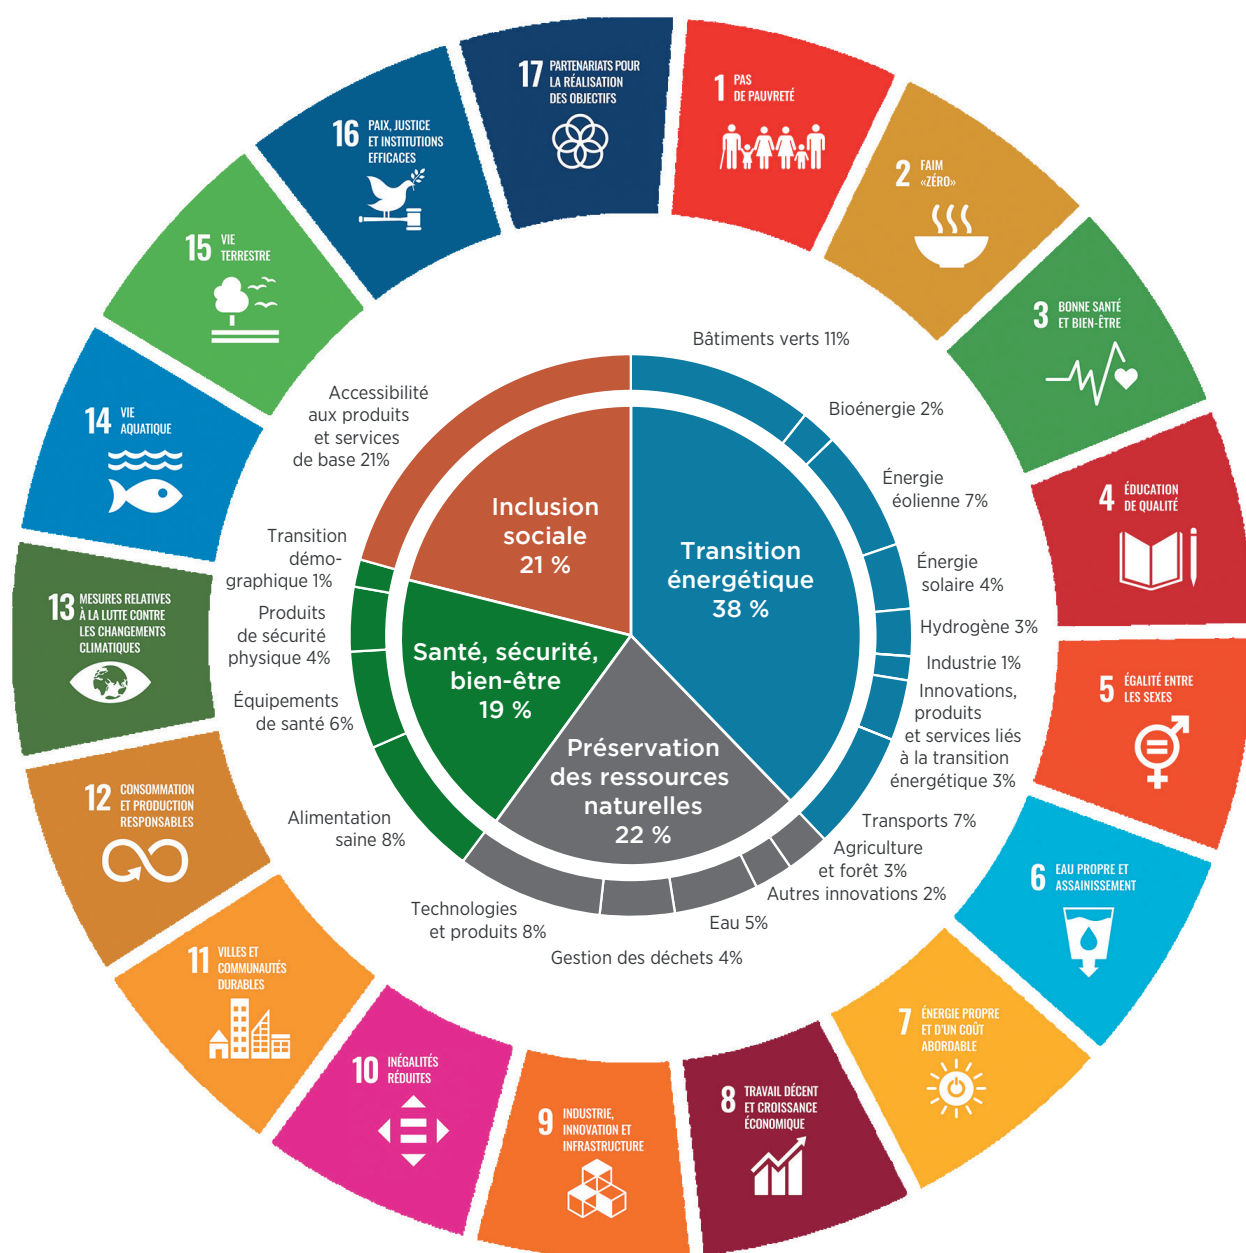 17 PARTENARIATS POUR
LA RÉALISATION
DES OBJECTIFS
1 PAS
DE PAUVRETÉ
2 FAIM
«ZÉRO»
3 BONNE SANTÉ
ET BIEN-ÊTRE
4 ÉDUCATION
DE QUALITÉ
5 ÉGALITÉ ENTRE
LES SEXES
6 EAU PROPRE ET
ASSAINISSEMENT
7 ÉNERGIE PROPRE
ET D'UN COÛT
ABORDABLE
8 TRAVAIL DÉCENT
ET CROISSANCE
ÉCONOMIQUE
9 INDUSTRIE,
INNOVATION ET
INFRASTRUCTURE
10 INÉGALITÉS
RÉDUITES
11 VILLES ET
COMMUNAUTÉS
DURABLES
12 CONSOMMATION
ET PRODUCTION
RESPONSABLES
13 MESURES RELATIVES
À LA LUTTE CONTRE
LES CHANGEMENTS
CLIMATIQUES
14 VIE
AQUATIQUE
15 VIE
TERRESTRE
16 PAIX, JUSTICE
ET INSTITUTIONS
EFFICACES
Bâtiments verts 11%
Bioénergie 2%
Énergie
éolienne 7%
Énergie
solaire 4%
Hydrogène 3%
Industrie 1%
Innovations,
produits
et services liés
à la transition
énergétique 3%
Transports 7%
Agriculture
et forêt 3%
Autres innovations 2%
Eau 5%
Gestion des déchets 4%
Technologies
et produits 8%
Alimentation
saine 8%
Équipements
de santé 6%
Produits
de sécurité
physique 4%
Transition
démo-
graphique 1%
Accessibilité
aux produits
et services
de base 21%
Inclusion
sociale
21 %
Transition
énergétique
38 %
Santé, sécurité,
bien-être
19 %
Préservation
des ressources
naturelles
22 %